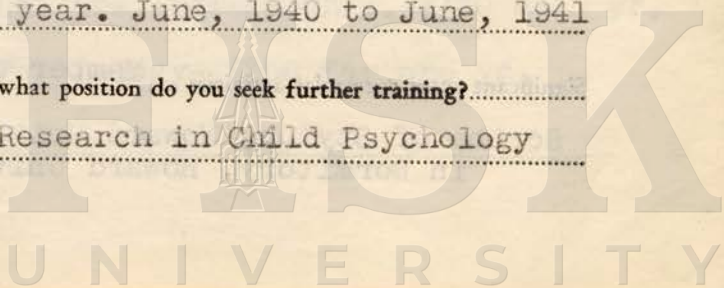 year. June, 1940 to June, 1941
what position do you seek further training?
Research in Child Psychology
FISK
UNIVERSITY